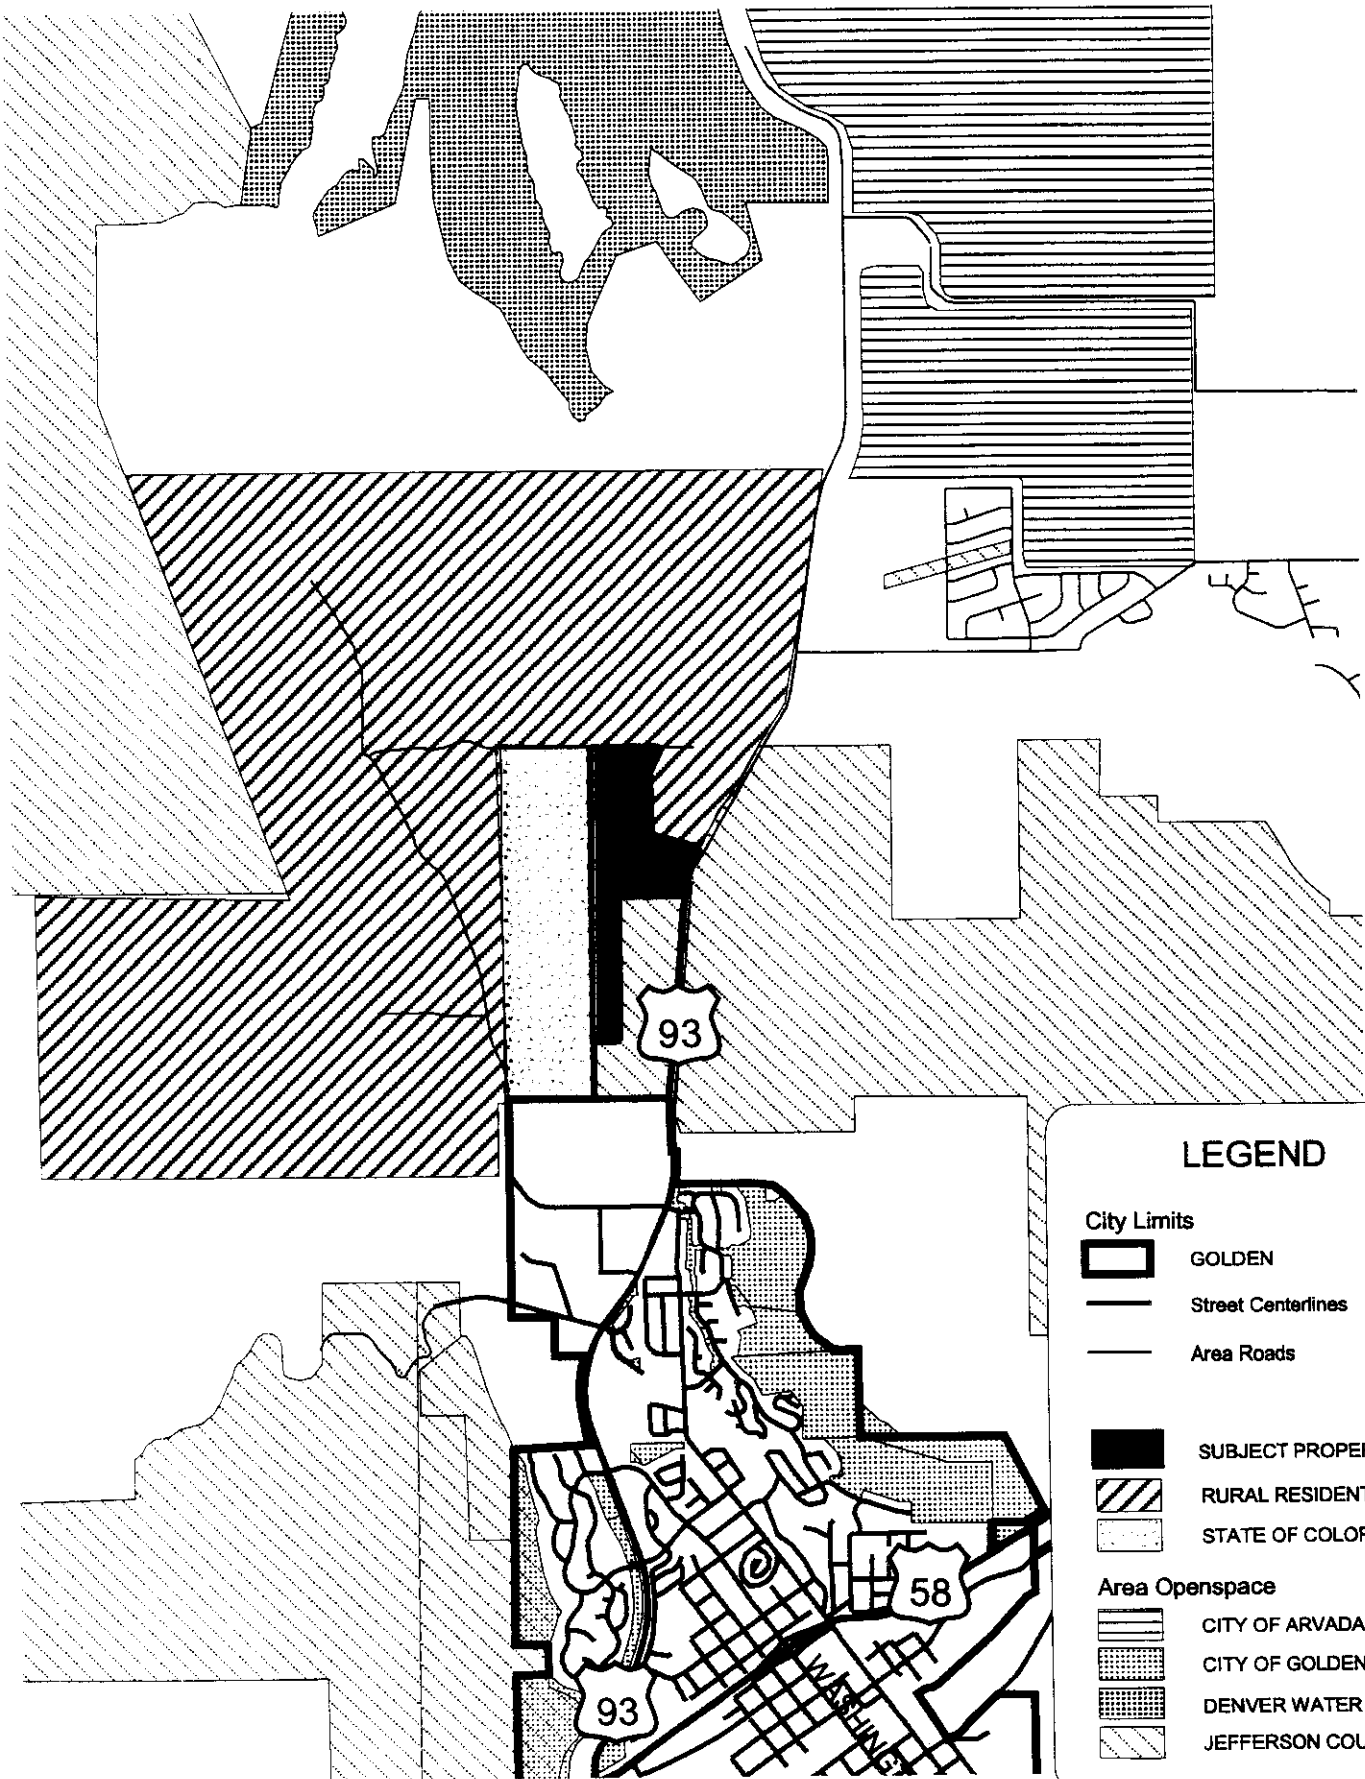 93
LEGEND
City Limits
GOLDEN
Street Centerlines
Area Roads
SUBJECT PROPE
RURAL RESIDENT
STATE OF COLO
Area Openspace
CITY OF ARVADA
CITY OF GOLDEN
DENVER WATER
JEFFERSON COU
58
93
WASHING